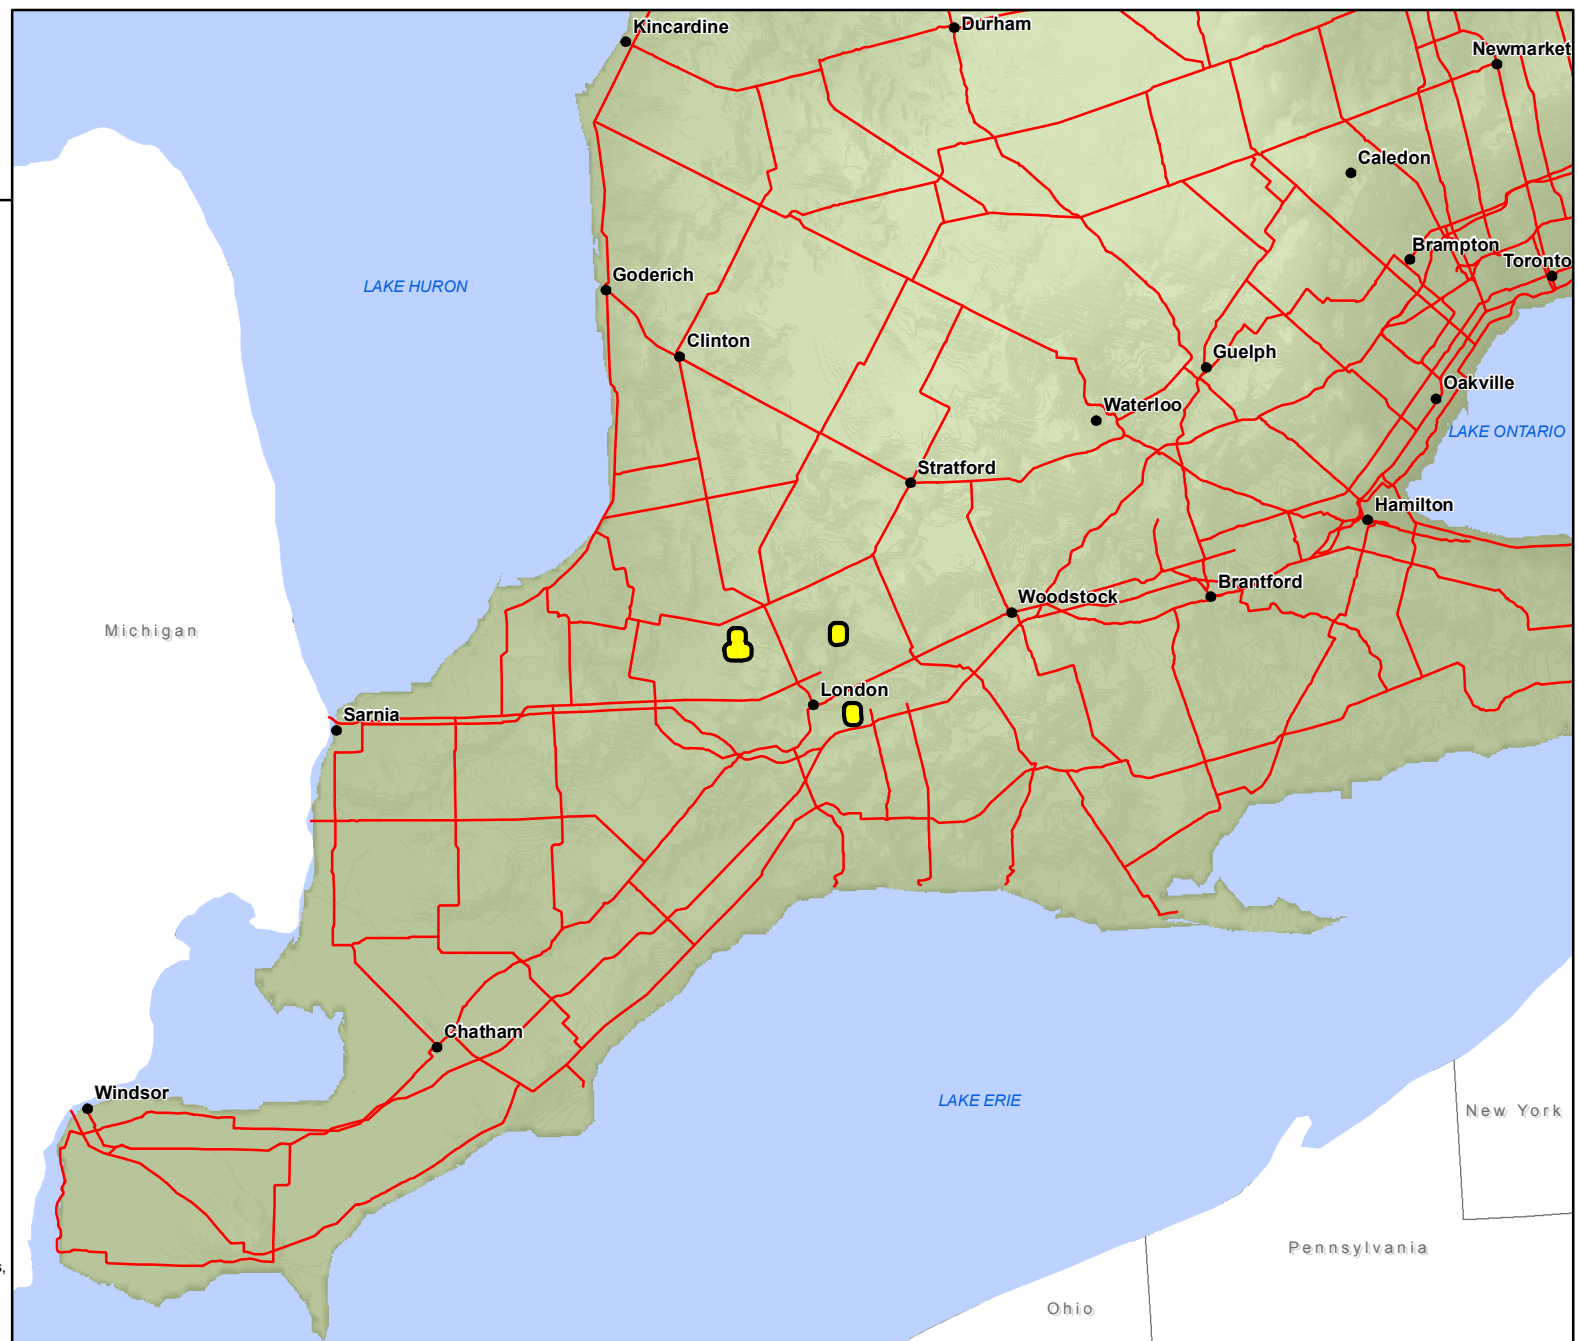 Kincardine
Durham
Newmarket
Caledon
Brampton
Toronto
Goderich
LAKE HURON
Clinton
Guelph
Oakville
Waterloo
LAKE ONTARIO
Stratford
Hamilton
Brantford
Woodstock
Michigan
London
Sarnia
Chatham
Windsor
LAKE ERIE
New York
Pennsylvania
Ohio